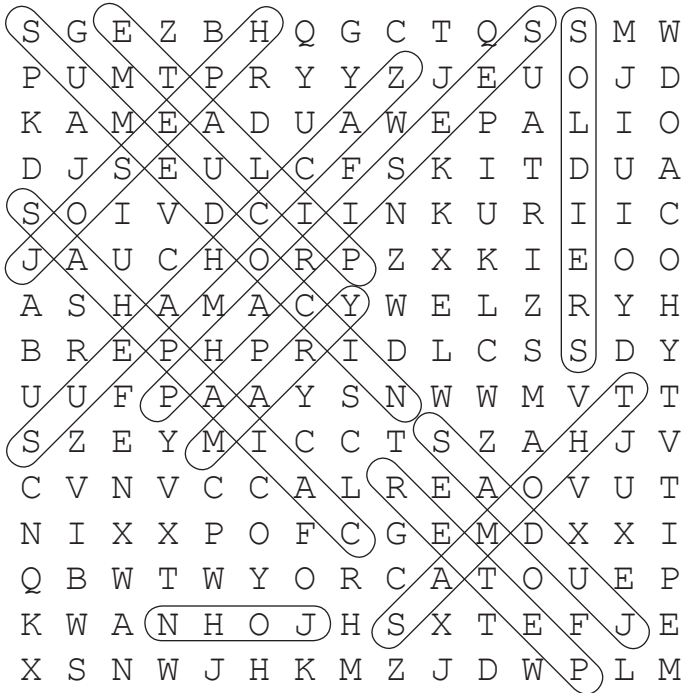 S G E Z B H Q G C T Q S S M W
P U M T P R Y Y Z J E U O J D
K A M E A D U A W E P A L I O
D J S E U L C F S K I T D U A
S O I V D C I I N K U R I I C
J A U C H O R P Z X K I E O O
A S H A M A C Y W E L Z R Y H
B R E P H P R I D L C S S D Y
U U F P A A Y S N W W M V T T
S Z E Y M I C C T S Z A H J V
C V N V C C A L R E A O V U T
N I X X P O F C G E M D X X I
Q B W T W Y O R C A T O U E P
K W A N H O J H S X T E F J E
X S N W J H K M Z J D W P L M